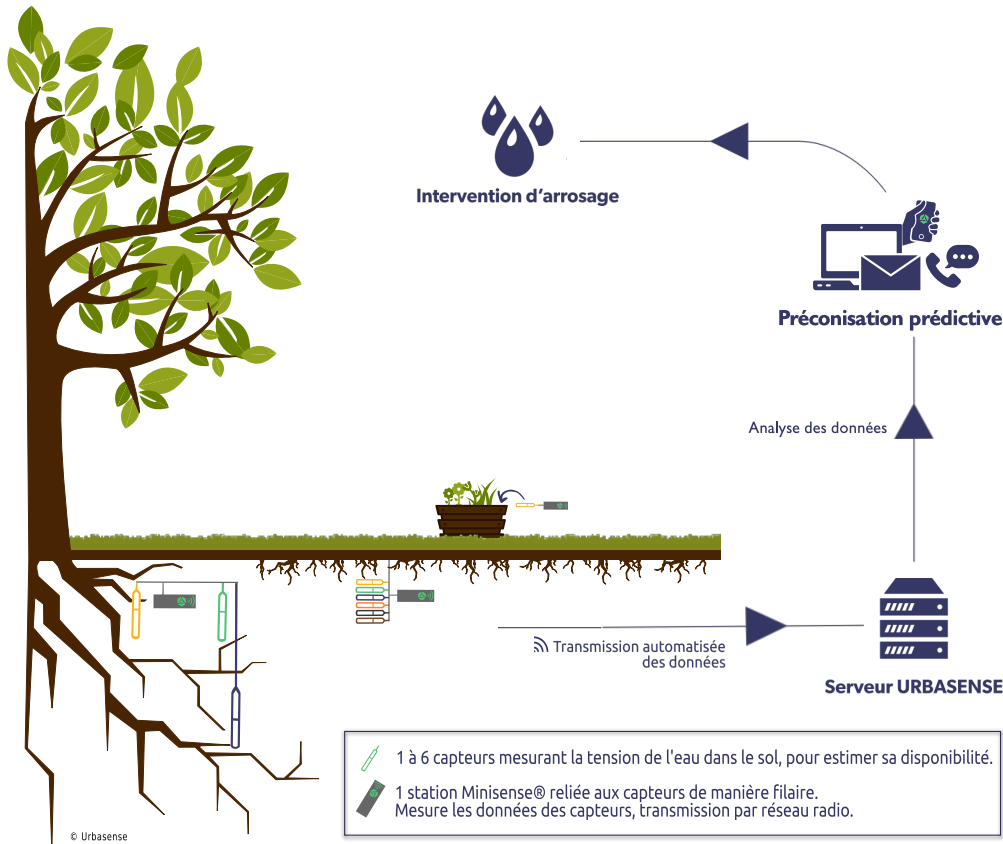 Intervention d'arrosage
Préconisation prédictive
Analyse des données
Transmission automatisée
des données
Serveur URBASENSE
1 à 6 capteurs mesurant la tension de l'eau dans le sol, pour estimer sa disponibilité.
1 station Minisense® reliée aux capteurs de manière filaire.
Mesure les données des capteurs, transmission par réseau radio.
© Urbasense